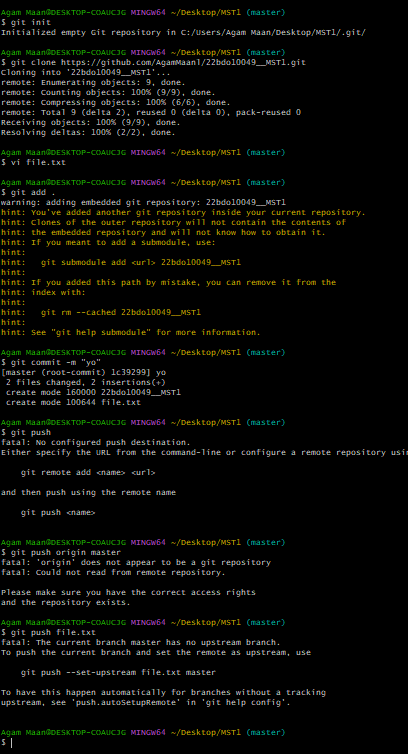 Agam Maan@DESKTOP-COAUCJG MINGW64 ~/Desktop/MST1 (master)
$ git init
Initialized empty Git repository in C:/Users/Agam Maan/Desktop/MST1/.git/

Agam Maan@DESKTOP-COAUCJG MINGW64 ~/Desktop/MST1 (master)
$ git clone https://github.com/AgamMaan1/22bdo10049__MST1.git
Cloning into '22bdo10049__MST1'...
remote: Enumerating objects: 9, done.
remote: Counting objects: 100% (9/9), done.
remote: Compressing objects: 100% (6/6), done.
remote: Total 9 (delta 2), reused 0 (delta 0), pack-reused 0
Receiving objects: 100% (9/9), done.
Resolving deltas: 100% (2/2), done.

Agam Maan@DESKTOP-COAUCJG MINGW64 ~/Desktop/MST1 (master)
$ vi file.txt

Agam Maan@DESKTOP-COAUCJG MINGW64 ~/Desktop/MST1 (master)
$ git add .
warning: adding embedded git repository: 22bdo10049__MST1
hint: You've added another git repository inside your current repository.
hint: Clones of the outer repository will not contain the contents of
hint: the embedded repository and will not know how to obtain it.
hint: If you meant to add a submodule, use:
hint:
hint:   git submodule add <url> 22bdo10049__MST1
hint:
hint: If you added this path by mistake, you can remove it from the
hint: index with:
hint:
hint:   git rm --cached 22bdo10049__MST1
hint:
hint: See "git help submodule" for more information.

Agam Maan@DESKTOP-COAUCJG MINGW64 ~/Desktop/MST1 (master)
$ git commit -m "yo"
[master (root-commit) 1c39299] yo
 2 files changed, 2 insertions(+)
 create mode 160000 22bdo10049__MST1
 create mode 100644 file.txt

Agam Maan@DESKTOP-COAUCJG MINGW64 ~/Desktop/MST1 (master)
$ git push
fatal: No configured push destination.
Either specify the URL from the command-line or configure a remote repository usin

    git remote add <name> <url>

and then push using the remote name

    git push <name>

Agam Maan@DESKTOP-COAUCJG MINGW64 ~/Desktop/MST1 (master)
$ git push origin master
fatal: 'origin' does not appear to be a git repository
fatal: Could not read from remote repository.

Please make sure you have the correct access rights
and the repository exists.

Agam Maan@DESKTOP-COAUCJG MINGW64 ~/Desktop/MST1 (master)
$ git push file.txt
fatal: The current branch master has no upstream branch.
To push the current branch and set the remote as upstream, use

    git push --set-upstream file.txt master

To have this happen automatically for branches without a tracking
upstream, see 'push.autoSetupRemote' in 'git help config'.

Agam Maan@DESKTOP-COAUCJG MINGW64 ~/Desktop/MST1 (master)
$